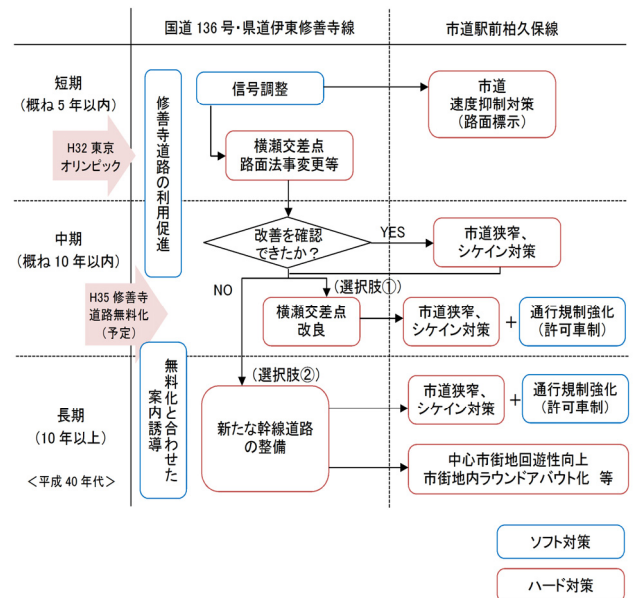 国道136号・県道伊東修善寺線
市道駅前柏久保線
短期
(概ね5年以内)
H32東京
オリンピック
修善寺道路の利用促進
信号調整
市道
速度抑制対策
(路面標示)
横瀬交差点
路面法事変更等
中期
(概ね10年以内)
改善を確認
できたか?
YES
市道狭窄、
シケイン対策
H35修善寺
道路無料化
(予定)
NO
(選択肢①)
横瀬交差点
改良
市道狭窄、
シケイン対策
+
通行規制強化
(許可車制)
長期
(10年以上)
<平成40年代>
無料化と合わせた
案内誘導
(選択肢②)
新たな幹線道路
の整備
市道狭窄、
シケイン対策
+
通行規制強化
(許可車制)
中心市街地回遊性向上
市街地内ラウンドアバウト化 等
ソフト対策
ハード対策